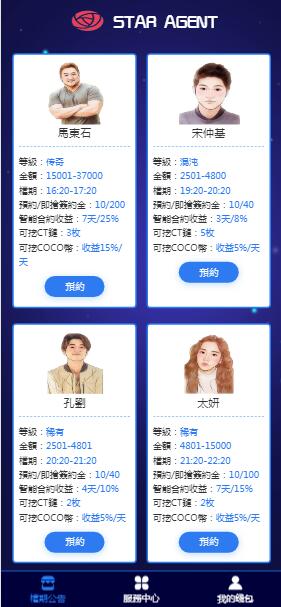 STAR AGENT
馬東石
等級：传奇
金額：15001-37000
檔期：16:20-17:20
預約/即搶簽約金：10/200
智能合約收益：7天/25%
可挖CT鏈：3枚
可挖COCO幣：收益15%/
天
預約
宋仲基
等級：混沌
金額：2501-4800
檔期：19:20-20:20
預約/即搶簽約金：10/40
智能合約收益：3天/8%
可挖CT鏈：5枚
可挖COCO幣：收益5%/天
預約
孔劉
等級：稀有
金額：2501-4801
檔期：20:20-21:20
預約/即搶簽約金：10/40
智能合約收益：4天/10%
可挖CT鏈：2枚
可挖COCO幣：收益5%/天
預約
太妍
等級：稀有
金額：4801-15000
檔期：21:20-22:20
預約/即搶簽約金：10/100
智能合約收益：7天/15%
可挖CT鏈：2枚
可挖COCO幣：收益5%/天
預約
檔期公告
服務中心
我的錢包